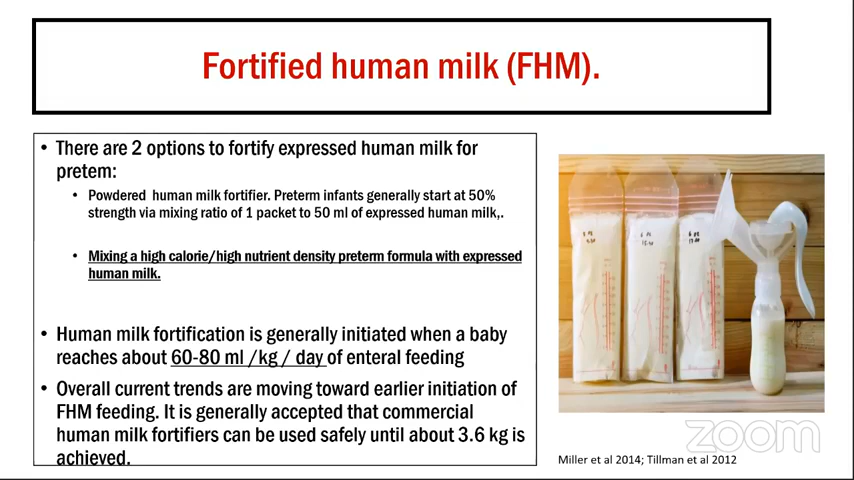 Fortified human milk (FHM).
• There are 2 options to fortify expressed human milk for
pretem:
• Powdered human milk fortifier. Preterm infants generally start at 50%
strength via mixing ratio of 1 packet to 50 ml of expressed human milk,.
• Mixing a high calorie/high nutrient density preterm formula with expressed
human milk.
• Human milk fortification is generally initiated when a baby
reaches about 60-80 ml /kg / day of enteral feeding
• Overall current trends are moving toward earlier initiation of
FHM feeding. It is generally accepted that commercial
human milk fortifiers can be used safely until about 3.6 kg is
achieved.
zoom
Miller et al 2014; Tillman et al 2012